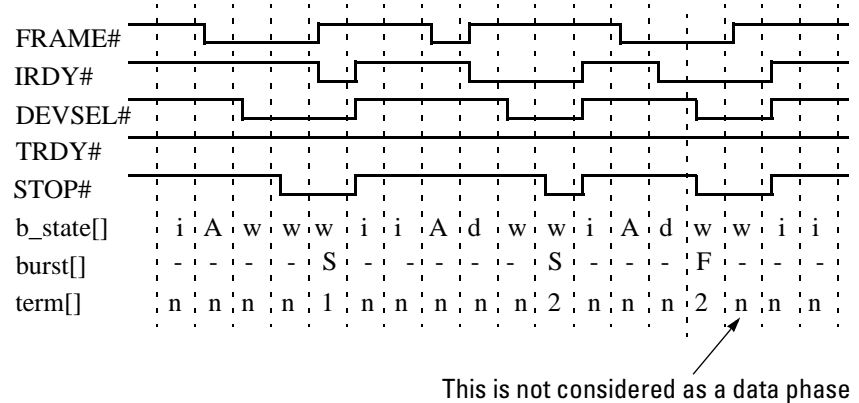 FRAME#
IRDY#
DEVSEL#
TRDY#
STOP#
b_state[] i A w w w i i A d w w i A d w w i i
burst[] - - - - S - - - - - S - - - F - - -
term[] n n n n 1 n n n n n 2 n n n 2 n n n
This is not considered as a data phase